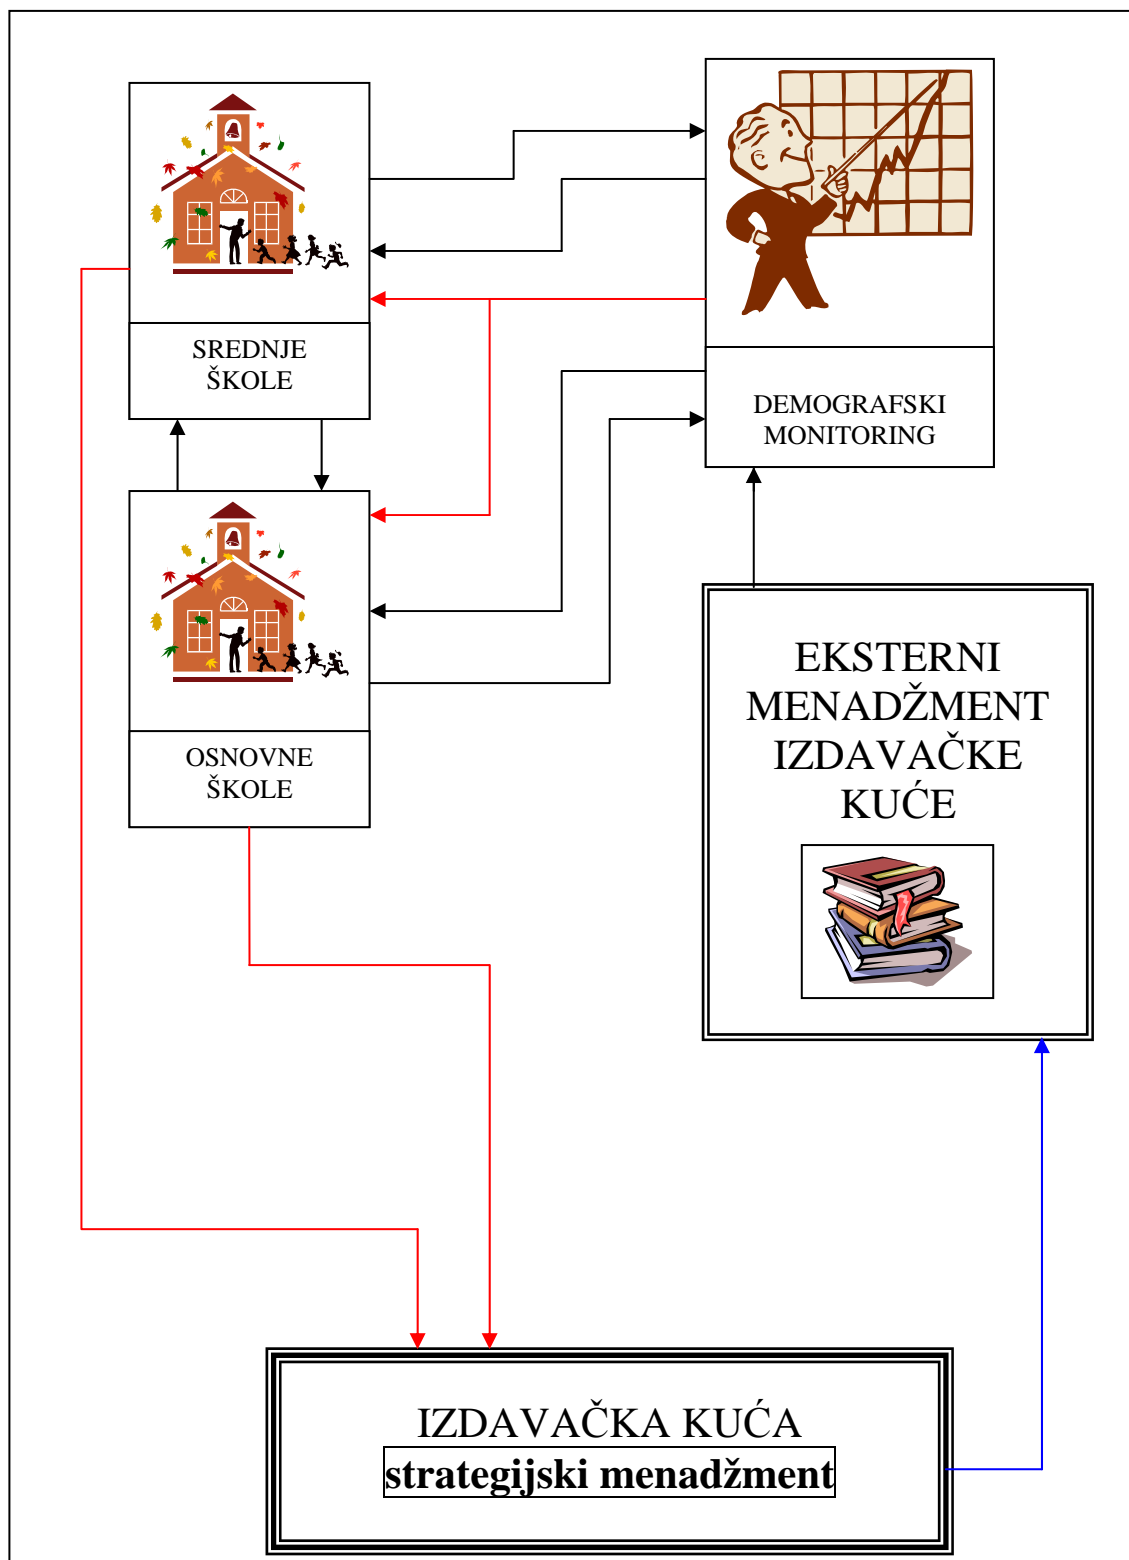 SREDNJE
ŠKOLE
DEMOGRAFSKI
MONITORING
OSNOVNE
ŠKOLE
EKSTERNI
MENADŽMENT
IZDAVAČKE
KUĆE
IZDAVAČKA KUĆA
strategijski menadžment